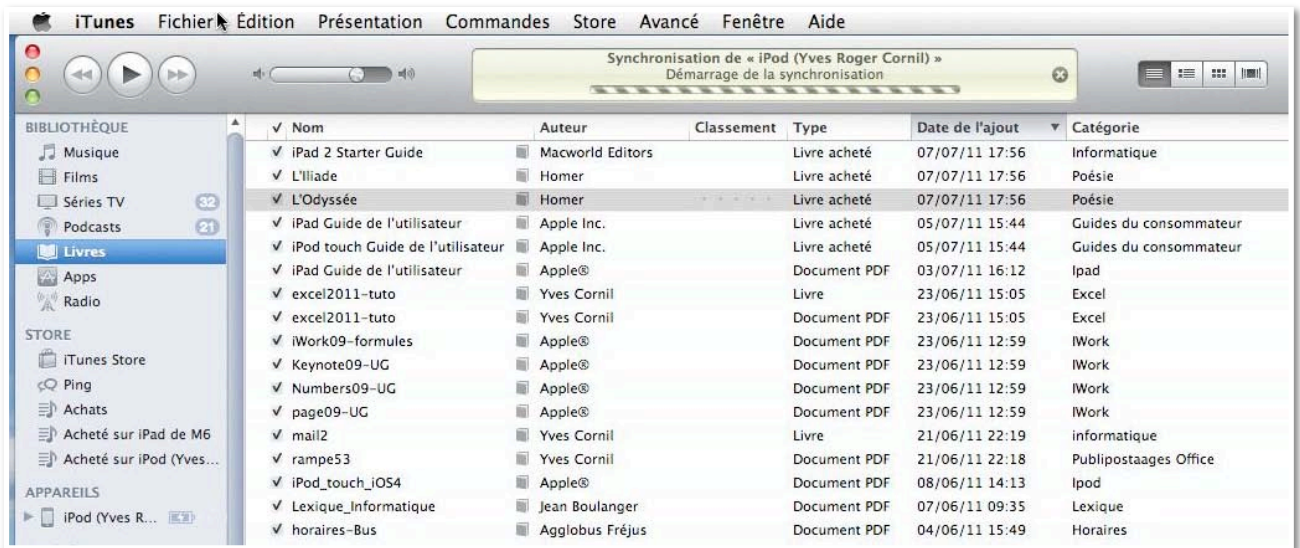 iTunes Fichier Édition Présentation Commandes Store Avancé Fenêtre Aide
Synchronisation de « iPod (Yves Roger Cornil) »
Démarrage de la synchronisation
BIBLIOTHÈQUE
Musique
Films
Séries TV 32
Podcasts 21
Livres
Apps
Radio
STORE
iTunes Store
Ping
Achats
Acheté sur iPad de M6
Acheté sur iPod (Yves...
APPAREILS
iPod (Yves R...
√ Nom Auteur Classement Type Date de l'ajout Catégorie
√ iPad 2 Starter Guide Macworld Editors Livre acheté 07/07/11 17:56 Informatique
√ L'Iliade Homer Livre acheté 07/07/11 17:56 Poésie
√ L'Odyssée Homer Livre acheté 07/07/11 17:56 Poésie
√ iPad Guide de l'utilisateur Apple Inc. Livre acheté 05/07/11 15:44 Guides du consommateur
√ iPod touch Guide de l'utilisateur Apple Inc. Livre acheté 05/07/11 15:44 Guides du consommateur
√ iPad Guide de l'utilisateur Apple® Document PDF 03/07/11 16:12 Ipad
√ excel2011-tuto Yves Cornil Livre 23/06/11 15:05 Excel
√ excel2011-tuto Yves Cornil Document PDF 23/06/11 15:05 Excel
√ iWork09-formules Apple® Document PDF 23/06/11 12:59 IWork
√ Keynote09-UG Apple® Document PDF 23/06/11 12:59 IWork
√ Numbers09-UG Apple® Document PDF 23/06/11 12:59 IWork
√ page09-UG Apple® Document PDF 23/06/11 12:59 IWork
√ mail2 Yves Cornil Livre 21/06/11 22:19 informatique
√ rampe53 Yves Cornil Document PDF 21/06/11 22:18 Publipostaages Office
√ iPod_touch_iOS4 Apple® Document PDF 08/06/11 14:13 Ipod
√ Lexique_Informatique Jean Boulanger Document PDF 07/06/11 09:35 Lexique
√ horaires-Bus Agglobus Fréjus Document PDF 04/06/11 15:49 Horaires